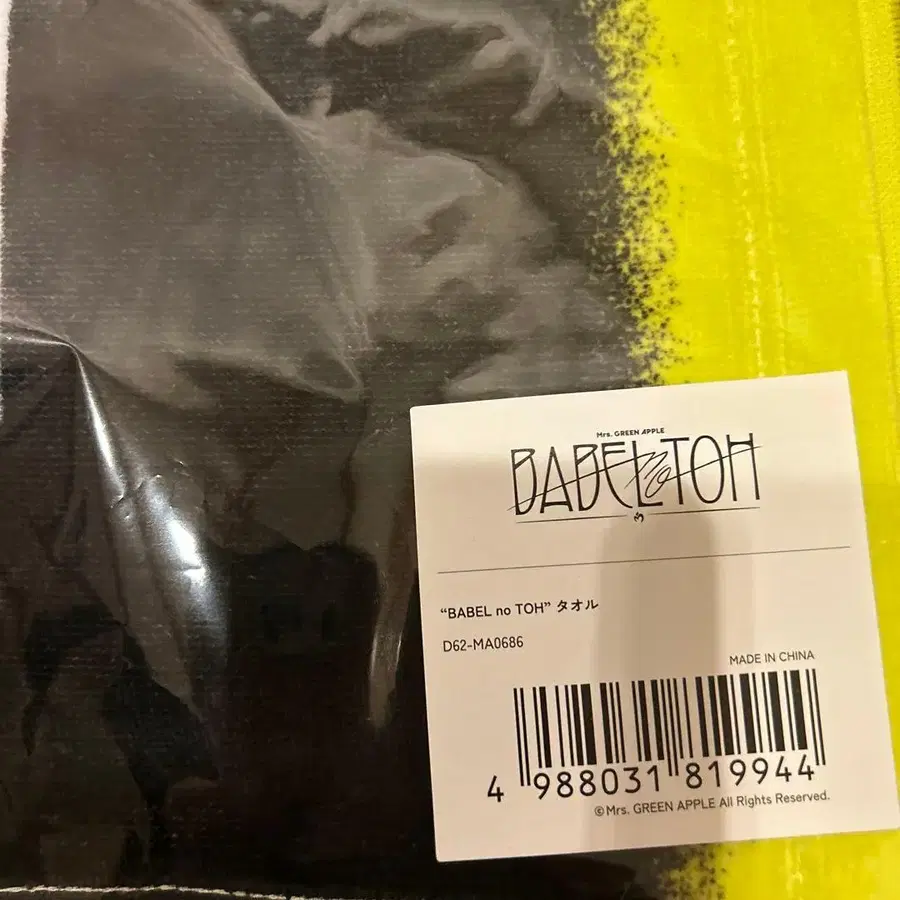 Mrs. GREEN APPLE
BABEL no TOH
“BABEL no TOH” タオル
D62-MA0686
MADE IN CHINA
4 988031 819944
©Mrs. GREEN APPLE All Rights Reserved.